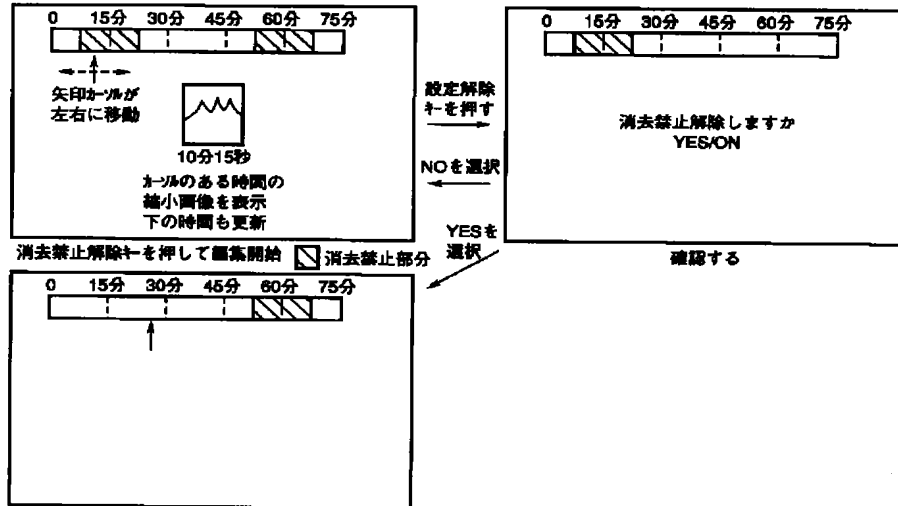 0 15分 30分 45分 60分 75分
矢印カーソルが
左右に移動
10分15秒
カーソルのある時間の
縮小画像を表示
下の時間も更新
設定解除
キーを押す
NOを選択
0 15分 30分 45分 60分 75分
消去禁止解除しますか
YES/ON
消去禁止解除キーを押して編集開始
消去禁止部分
YESを
選択
確認する
0 15分 30分 45分 60分 75分